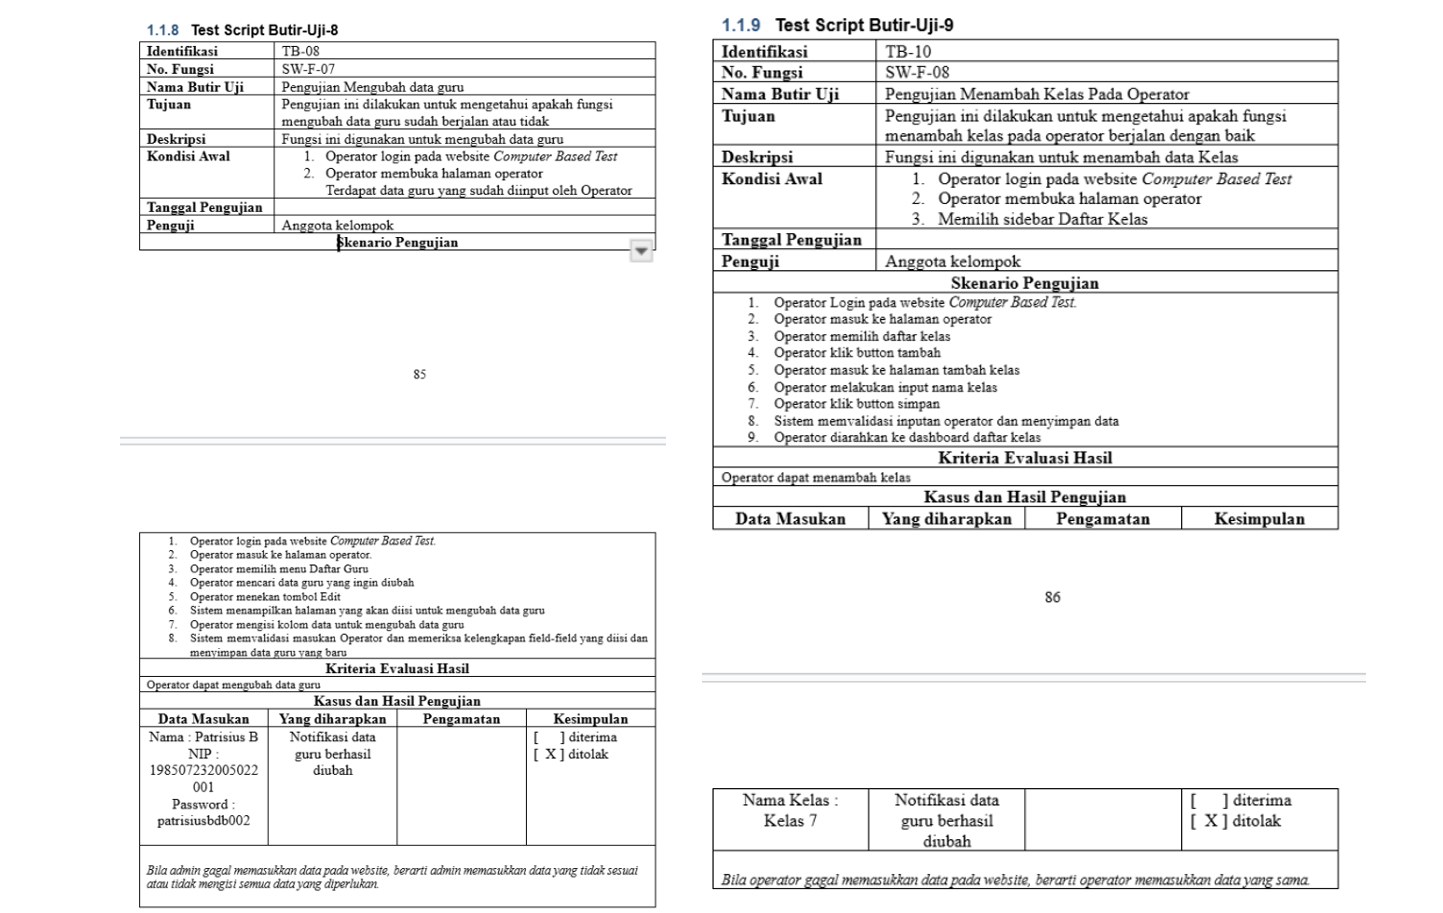 1.1.8 Test Script Butir-Uji-8
Identifikasi TB-08
No. Fungsi SW-F-07
Nama Butir Uji Pengujian Mengubah data guru
Tujuan Pengujian ini dilakukan untuk mengetahui apakah fungsi
mengubah data guru sudah berjalan atau tidak
Deskripsi Fungsi ini digunakan untuk mengubah data guru
Kondisi Awal 1. Operator login pada website Computer Based Test
2. Operator membuka halaman operator
Terdapat data guru yang sudah diinput oleh Operator
Tanggal Pengujian
Penguji Anggota kelompok
Skenario Pengujian
85
1. Operator login pada website Computer Based Test.
2. Operator masuk ke halaman operator.
3. Operator memilih menu Daftar Guru
4. Operator mencari data guru yang ingin diubah
5. Operator menekan tombol Edit
6. Sistem menampilkan halaman yang akan diisi untuk mengubah data guru
7. Operator mengisi kolom data untuk mengubah data guru
8. Sistem memvalidasi masukan Operator dan memeriksa kelengkapan field-field yang diisi dan
menyimpan data guru yang baru
Kriteria Evaluasi Hasil
Operator dapat mengubah data guru
Kasus dan Hasil Pengujian
Data Masukan Yang diharapkan Pengamatan Kesimpulan
Nama : Patrisius B Notifikasi data [ ] diterima
NIP : guru berhasil [ X ] ditolak
198507232005022 diubah
001
Password :
patrisiusbdb002
Bila admin gagal memasukkan data pada website, berarti admin memasukkan data yang tidak sesuai
atau tidak mengisi semua data yang diperlukan.
1.1.9 Test Script Butir-Uji-9
Identifikasi TB-10
No. Fungsi SW-F-08
Nama Butir Uji Pengujian Menambah Kelas Pada Operator
Tujuan Pengujian ini dilakukan untuk mengetahui apakah fungsi
menambah kelas pada operator berjalan dengan baik
Deskripsi Fungsi ini digunakan untuk menambah data Kelas
Kondisi Awal 1. Operator login pada website Computer Based Test
2. Operator membuka halaman operator
3. Memilih sidebar Daftar Kelas
Tanggal Pengujian
Penguji Anggota kelompok
Skenario Pengujian
1. Operator Login pada website Computer Based Test.
2. Operator masuk ke halaman operator
3. Operator memilih daftar kelas
4. Operator klik button tambah
5. Operator masuk ke halaman tambah kelas
6. Operator melakukan input nama kelas
7. Operator klik button simpan
8. Sistem memvalidasi inputan operator dan menyimpan data
9. Operator diarahkan ke dashboard daftar kelas
Kriteria Evaluasi Hasil
Operator dapat menambah kelas
Kasus dan Hasil Pengujian
Data Masukan Yang diharapkan Pengamatan Kesimpulan
86
Nama Kelas : Notifikasi data [ ] diterima
Kelas 7 guru berhasil [ X ] ditolak
diubah
Bila operator gagal memasukkan data pada website, berarti operator memasukkan data yang sama.